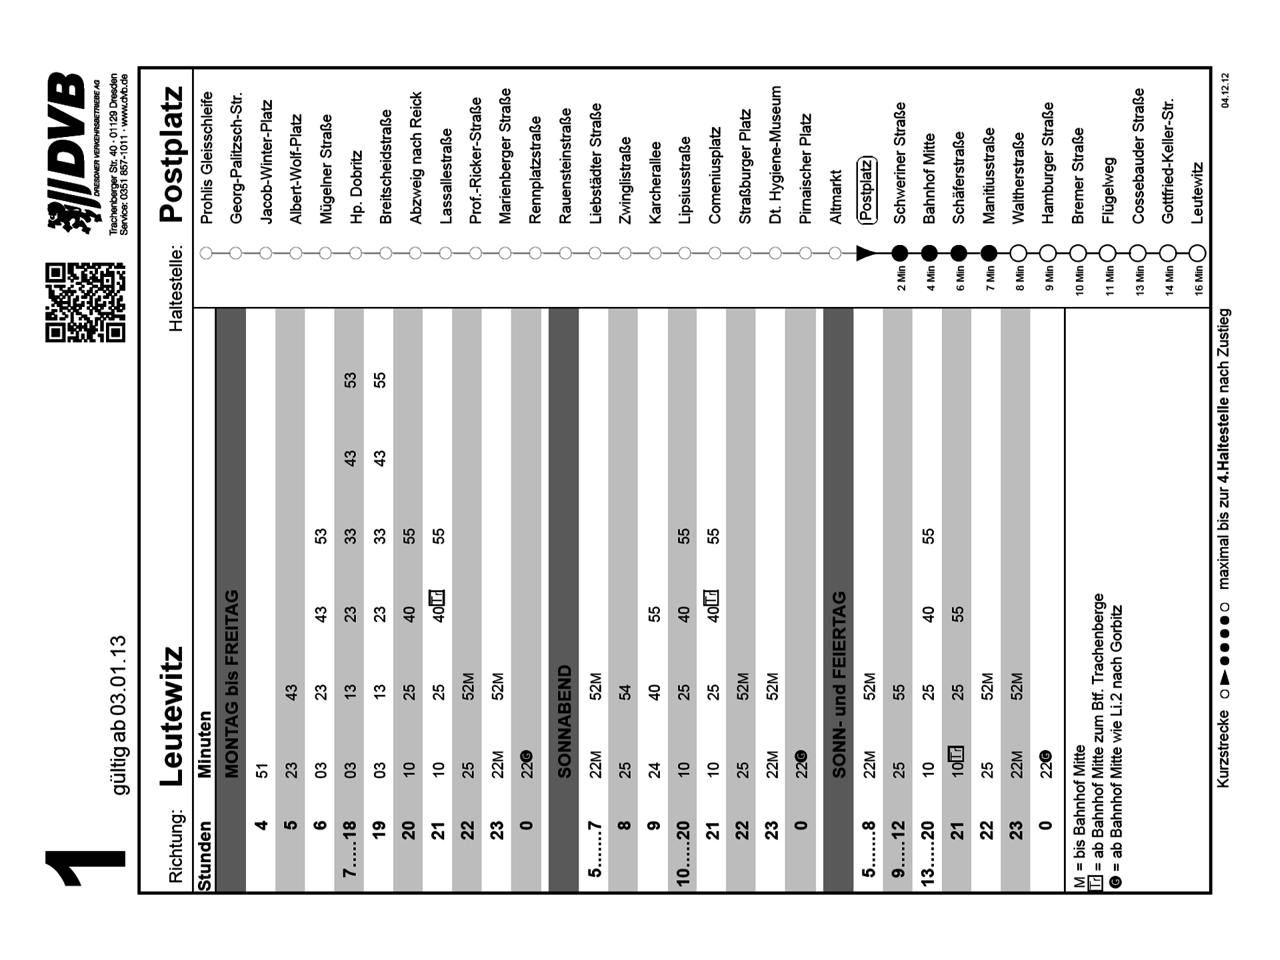 1
gültig ab 03.01.13
DVB
DRESDNER VERKEHRSBETRIEBE AG
Trachenberger Str. 40 · 01129 Dresden
Service: 0351 857-1011 · www.dvb.de
Richtung: Leutewitz Haltestelle: Postplatz
Stunden Minuten
MONTAG bis FREITAG
4 51
5 23 43
6 03 23 43 53
7.....18 03 13 23 33 43 53
19 03 13 23 33 43 55
20 10 25 40 55
21 10 25 40Tr 55
22 25 52M
23 22M 52M
0 22G
SONNABEND
5.......7 22M 52M
8 25 54
9 24 40 55
10.....20 10 25 40 55
21 10 25 40Tr 55
22 25 52M
23 22M 52M
0 22G
SONN- und FEIERTAG
5.......8 22M 52M
9.....12 25 55
13.....20 10 25 40 55
21 10Tr 25 55
22 25 52M
23 22M 52M
0 22G
M = bis Bahnhof Mitte
Tr = ab Bahnhof Mitte zum Btf. Trachenberge
G = ab Bahnhof Mitte wie Li.2 nach Gorbitz
Prohlis Gleisschleife
Georg-Palitzsch-Str.
Jacob-Winter-Platz
Albert-Wolf-Platz
Mügelner Straße
Hp. Dobritz
Breitscheidstraße
Abzweig nach Reick
Lassallestraße
Prof.-Ricker-Straße
Marienberger Straße
Rennplatzstraße
Rauensteinstraße
Liebstädter Straße
Zwinglistraße
Karcherallee
Lipsiusstraße
Comeniusplatz
Straßburger Platz
Dt. Hygiene-Museum
Pirnaischer Platz
Altmarkt
Postplatz
2 Min Schweriner Straße
4 Min Bahnhof Mitte
6 Min Schäferstraße
7 Min Manitiusstraße
8 Min Waltherstraße
9 Min Hamburger Straße
10 Min Bremer Straße
11 Min Flügelweg
13 Min Cossebauder Straße
14 Min Gottfried-Keller-Str.
16 Min Leutewitz
Kurzstrecke maximal bis zur 4.Haltestelle nach Zustieg
04.12.12